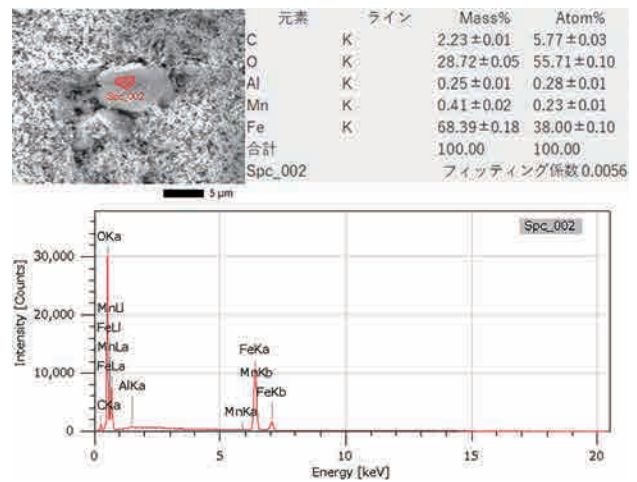 元素 ライン Mass% Atom%
C K 2.23±0.01 5.77±0.03
O K 28.72±0.05 55.71±0.10
Al K 0.25±0.01 0.28±0.01
Mn K 0.41±0.02 0.23±0.01
Fe K 68.39±0.18 38.00±0.10
合計 100.00 100.00
Spc_002 フィッティング係数 0.0056
Spc_002
5 μm
Spc_002
OKa
30,000
MnLl
FeLl
20,000
MnLa
FeLa
AlKa
CKa
FeKa
MnKb
FeKb
MnKa
10,000
0
Intensity [Counts]
0 5 10 15 20
Energy [keV]